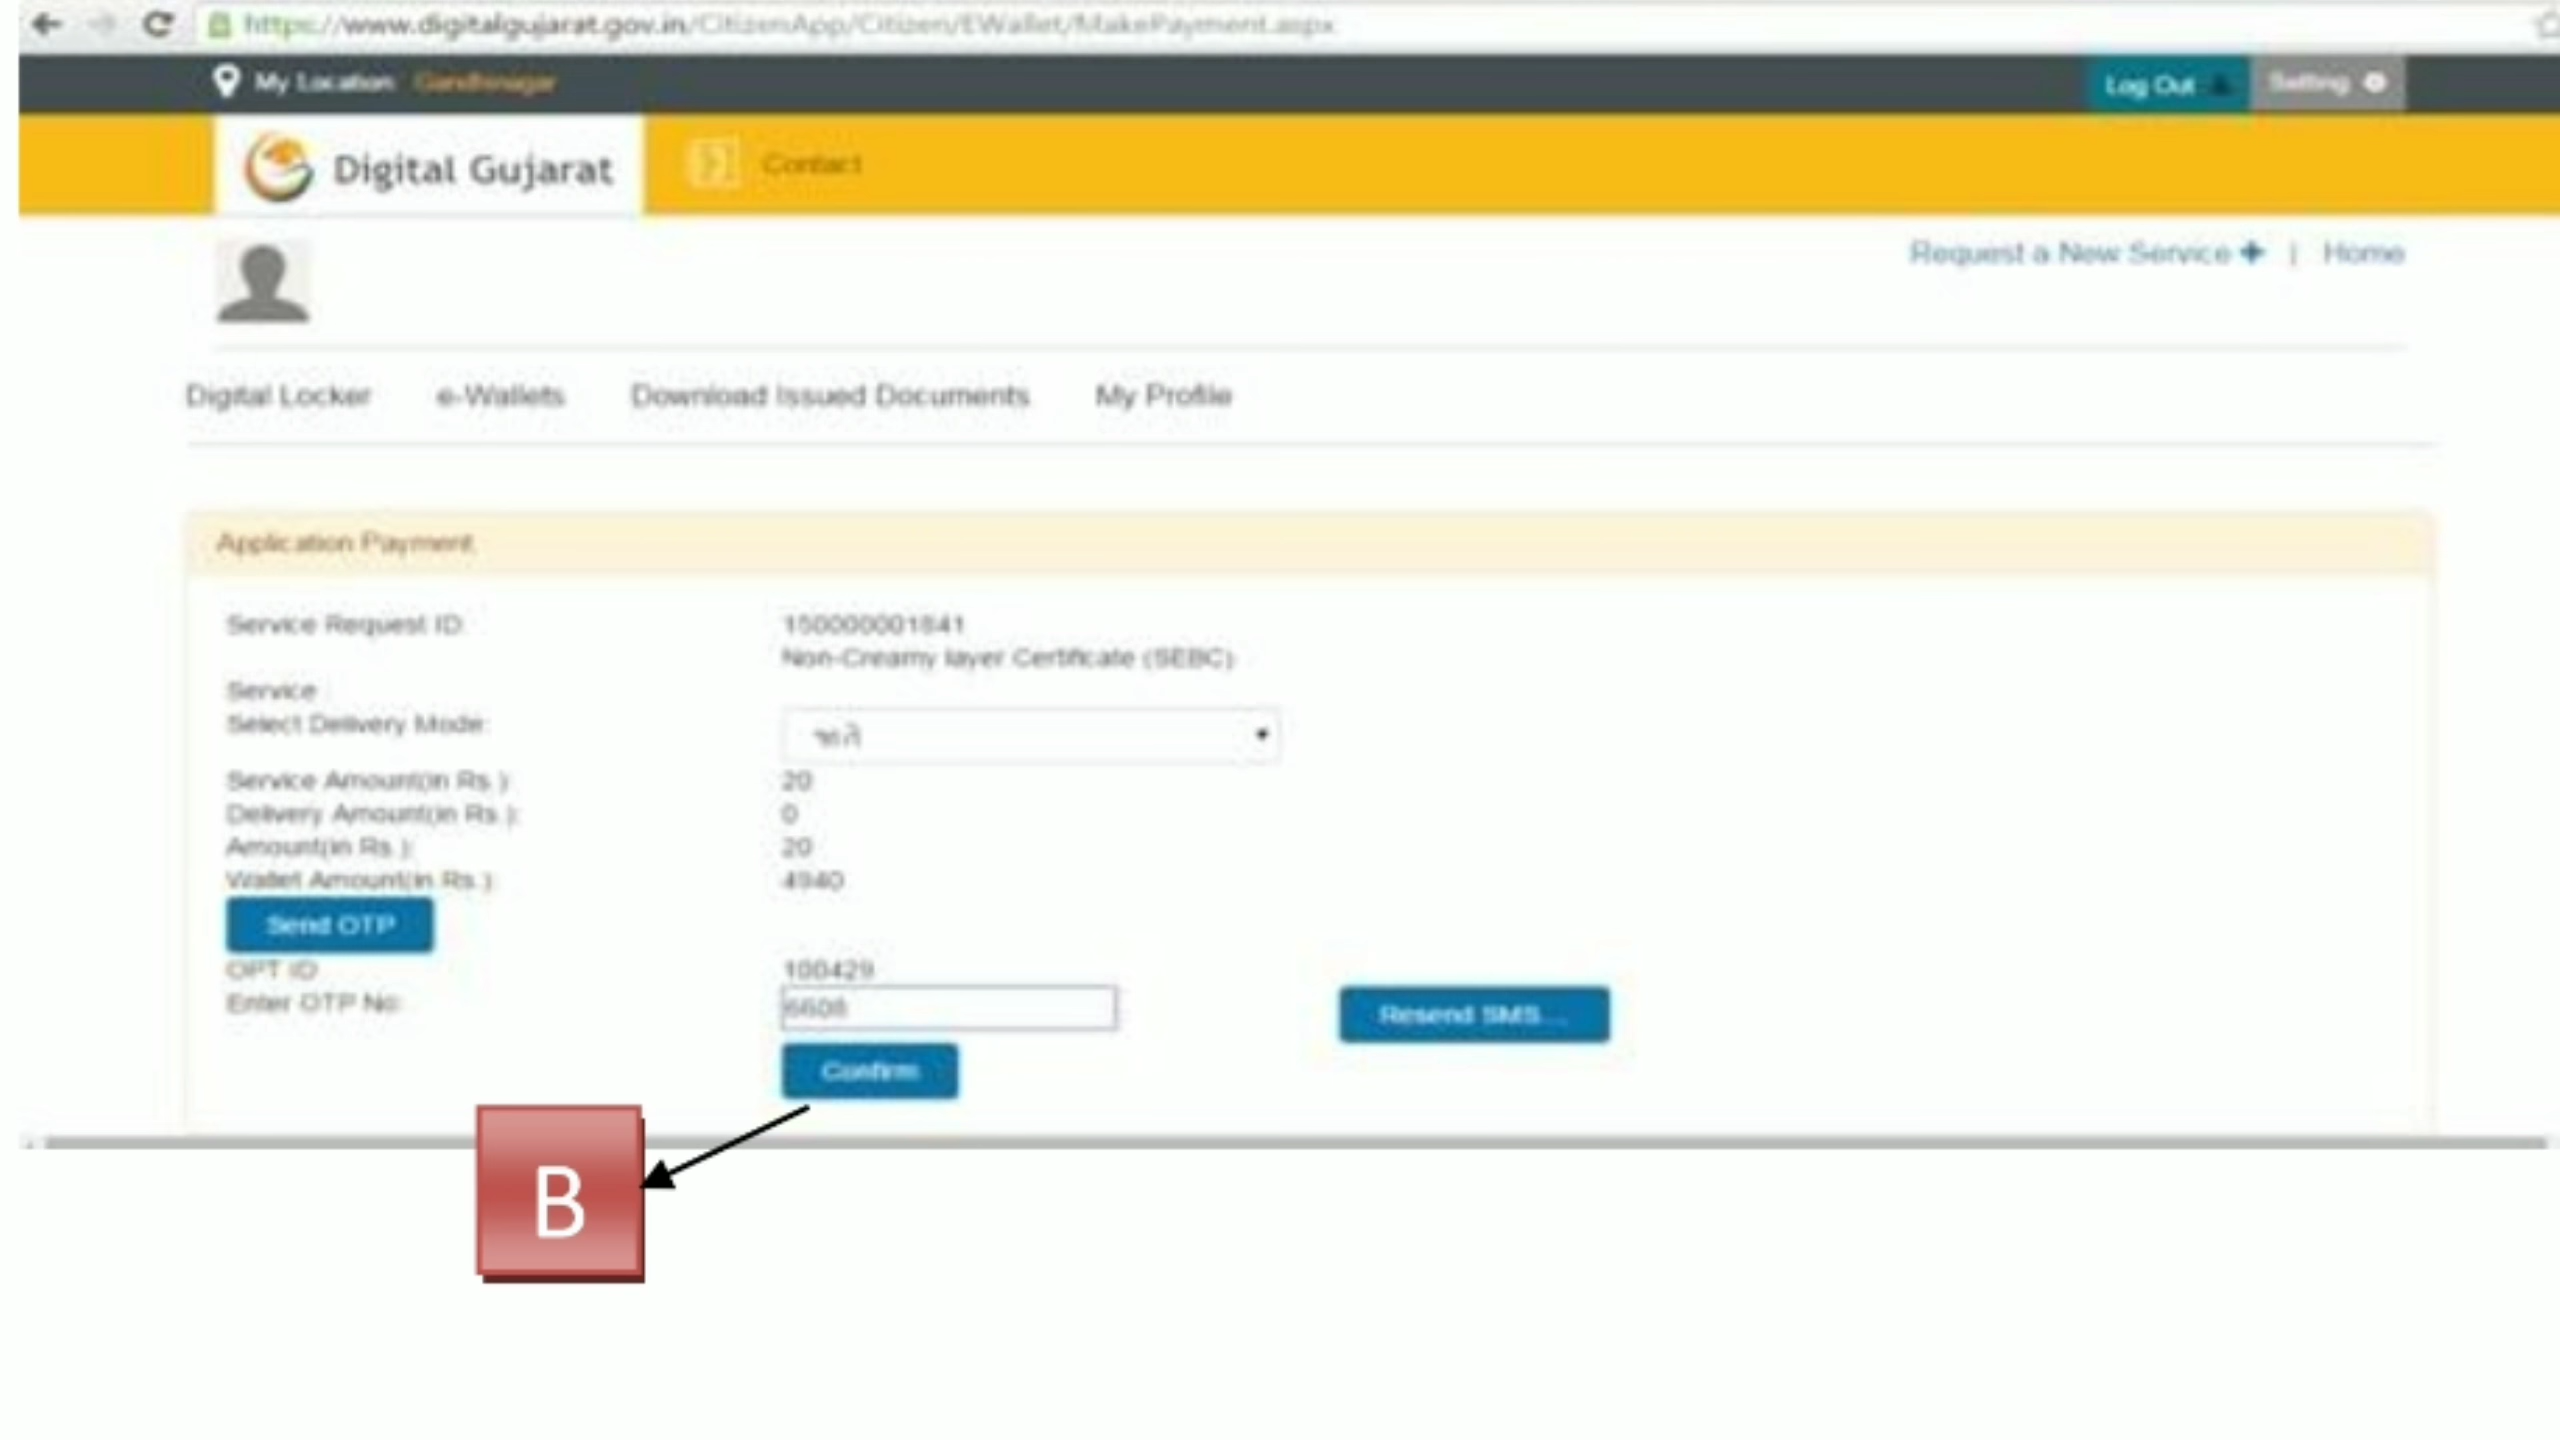 https://www.digitalgujarat.gov.in/CitizenApp/Citizen/EWallet/MakePayment.aspx
My Location Gandhinagar
Log Out Setting
Digital Gujarat Contact
Request a New Service + | Home
Digital Locker e-Wallets Download Issued Documents My Profile
Application Payment
Service Request ID: 150000001841
Non-Creamy layer Certificate (SEBC)
Service
Select Delivery Mode:
Service Amount(in Rs.): 20
Delivery Amount(in Rs.): 0
Amount(in Rs.): 20
Wallet Amount(in Rs.): 4940
Send OTP
OPT ID 100429
Enter OTP No: 6608 Resend SMS...
Confirm
B